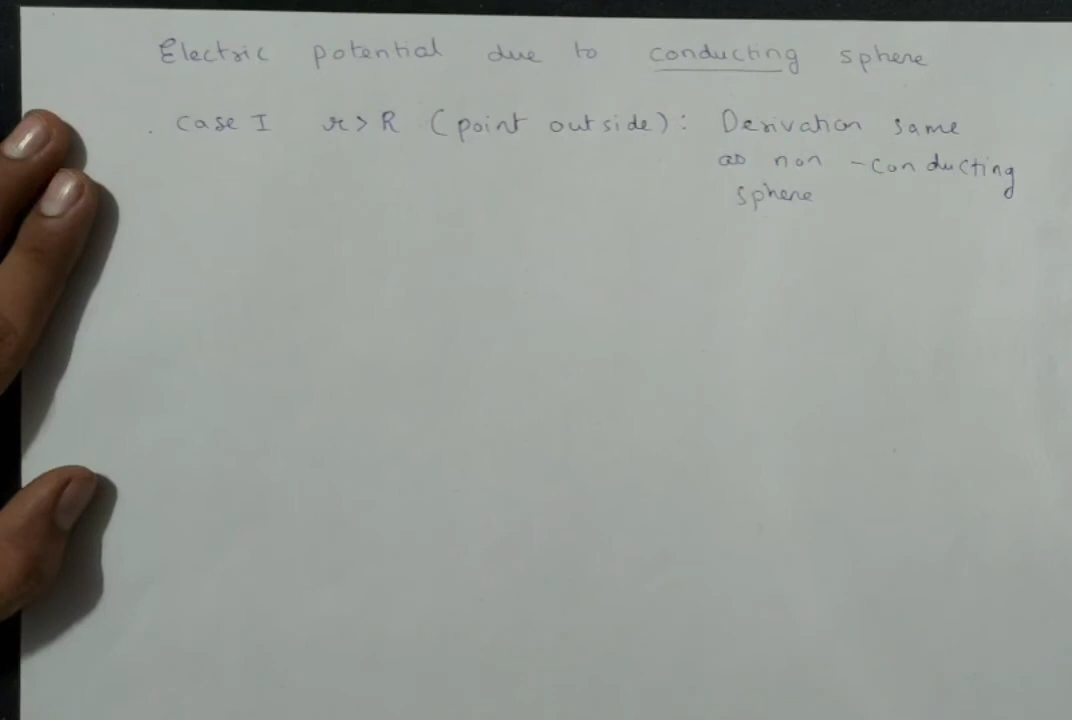 Electric potential due to conducting sphere
. case I r > R (point outside): Derivation same
as non-conducting
sphere